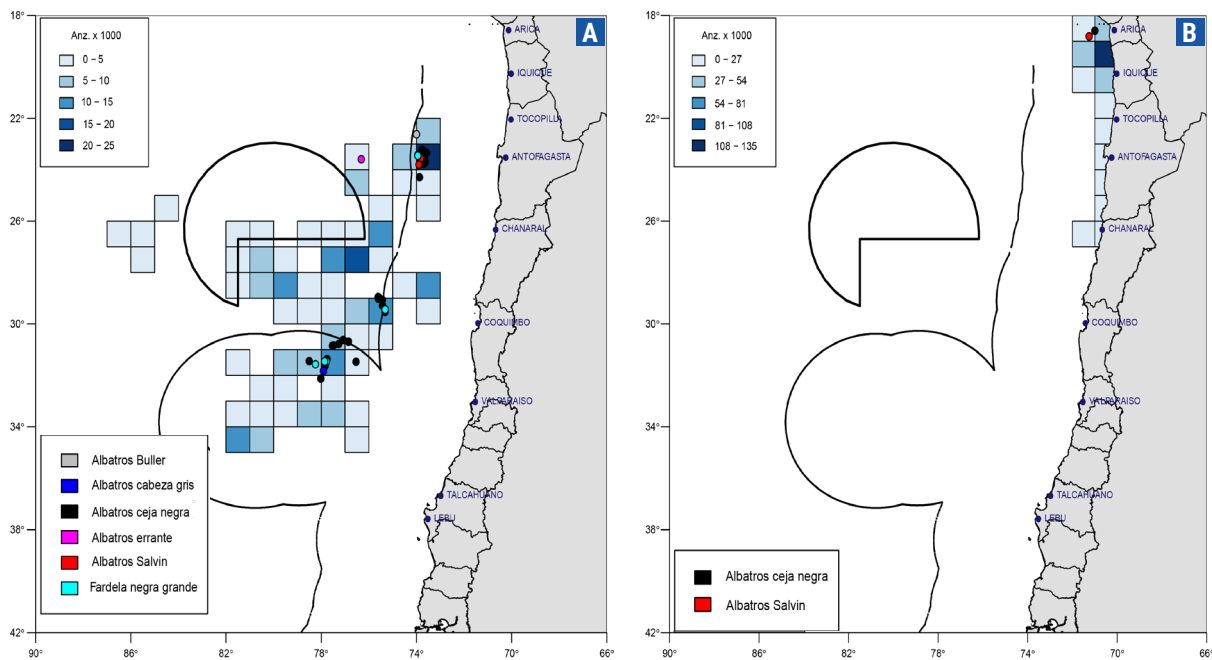 A
Anz. x 1000
0 – 5
5 – 10
10 – 15
15 – 20
20 – 25
ARICA
IQUIQUE
TOCOPILLA
ANTOFAGASTA
CHANARAL
COQUIMBO
VALPARAISO
TALCAHUANO
LEBU
Albatros Buller
Albatros cabeza gris
Albatros ceja negra
Albatros errante
Albatros Salvin
Fardela negra grande
18°
22°
26°
30°
34°
38°
42°
90° 86° 82° 78° 74° 70° 66°
B
Anz. x 1000
0 – 27
27 – 54
54 – 81
81 – 108
108 – 135
ARICA
IQUIQUE
TOCOPILLA
ANTOFAGASTA
CHANARAL
COQUIMBO
VALPARAISO
TALCAHUANO
LEBU
Albatros ceja negra
Albatros Salvin
18°
22°
26°
30°
34°
38°
42°
90° 86° 82° 78° 74° 70° 66°